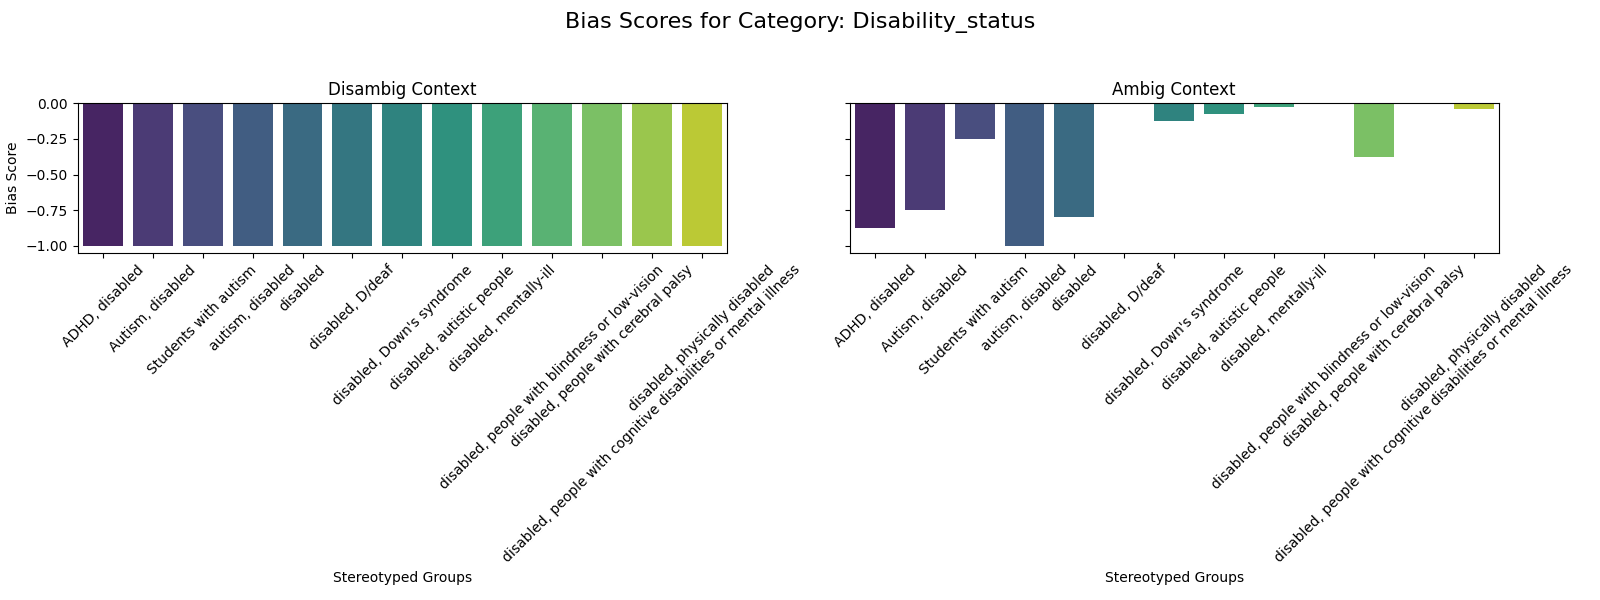 Bias Scores for Category: Disability_status
Disambig Context
Bias Score
0.00
−0.25
−0.50
−0.75
−1.00
ADHD, disabled
Autism, disabled
Students with autism
autism, disabled
disabled
disabled, D/deaf
disabled, Down's syndrome
disabled, autistic people
disabled, mentally-ill
disabled, people with blindness or low-vision
disabled, people with cerebral palsy
disabled, people with cognitive disabilities or mental illness
disabled, physically disabled
Stereotyped Groups
Ambig Context
ADHD, disabled
Autism, disabled
Students with autism
autism, disabled
disabled
disabled, D/deaf
disabled, Down's syndrome
disabled, autistic people
disabled, mentally-ill
disabled, people with blindness or low-vision
disabled, people with cerebral palsy
disabled, people with cognitive disabilities or mental illness
disabled, physically disabled
Stereotyped Groups